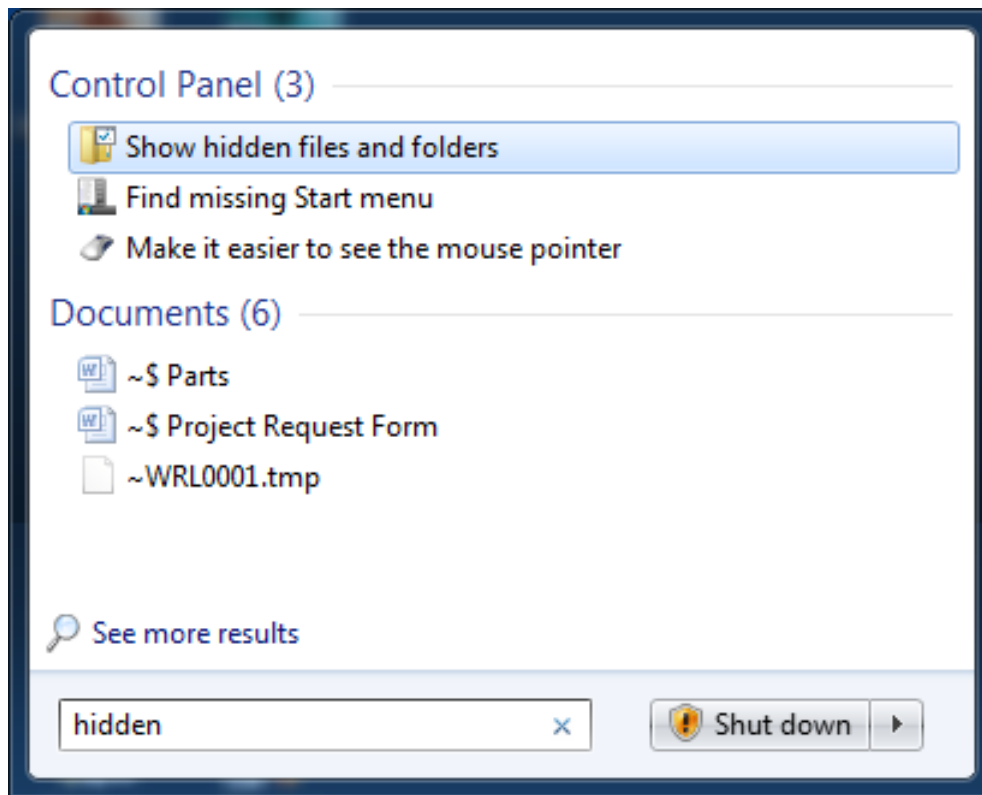 Control Panel (3)
Show hidden files and folders
Find missing Start menu
Make it easier to see the mouse pointer
Documents (6)
~$ Parts
~$ Project Request Form
~WRL0001.tmp
See more results
hidden
Shut down